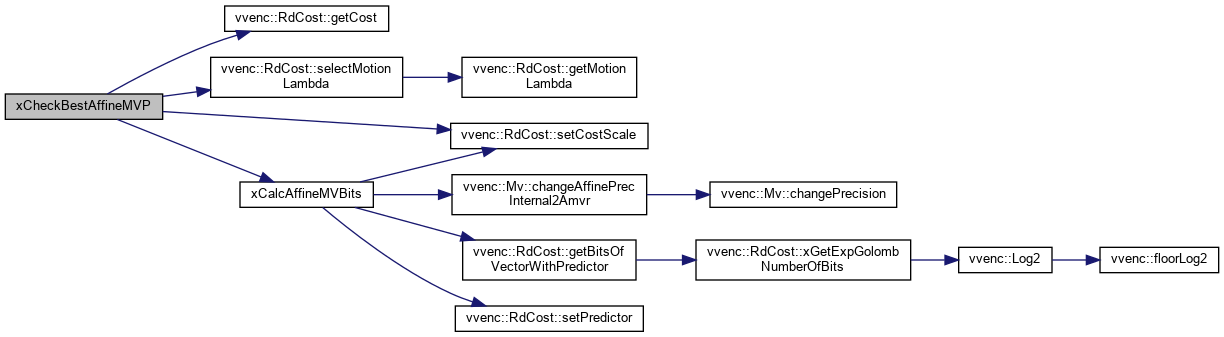 vvenc::RdCost::getCost
vvenc::RdCost::selectMotion
Lambda
vvenc::RdCost::getMotion
Lambda
xCheckBestAffineMVP
vvenc::RdCost::setCostScale
xCalcAffineMVBits
vvenc::Mv::changeAffinePrec
Internal2Amvr
vvenc::Mv::changePrecision
vvenc::RdCost::getBitsOf
VectorWithPredictor
vvenc::RdCost::xGetExpGolomb
NumberOfBits
vvenc::Log2
vvenc::floorLog2
vvenc::RdCost::setPredictor